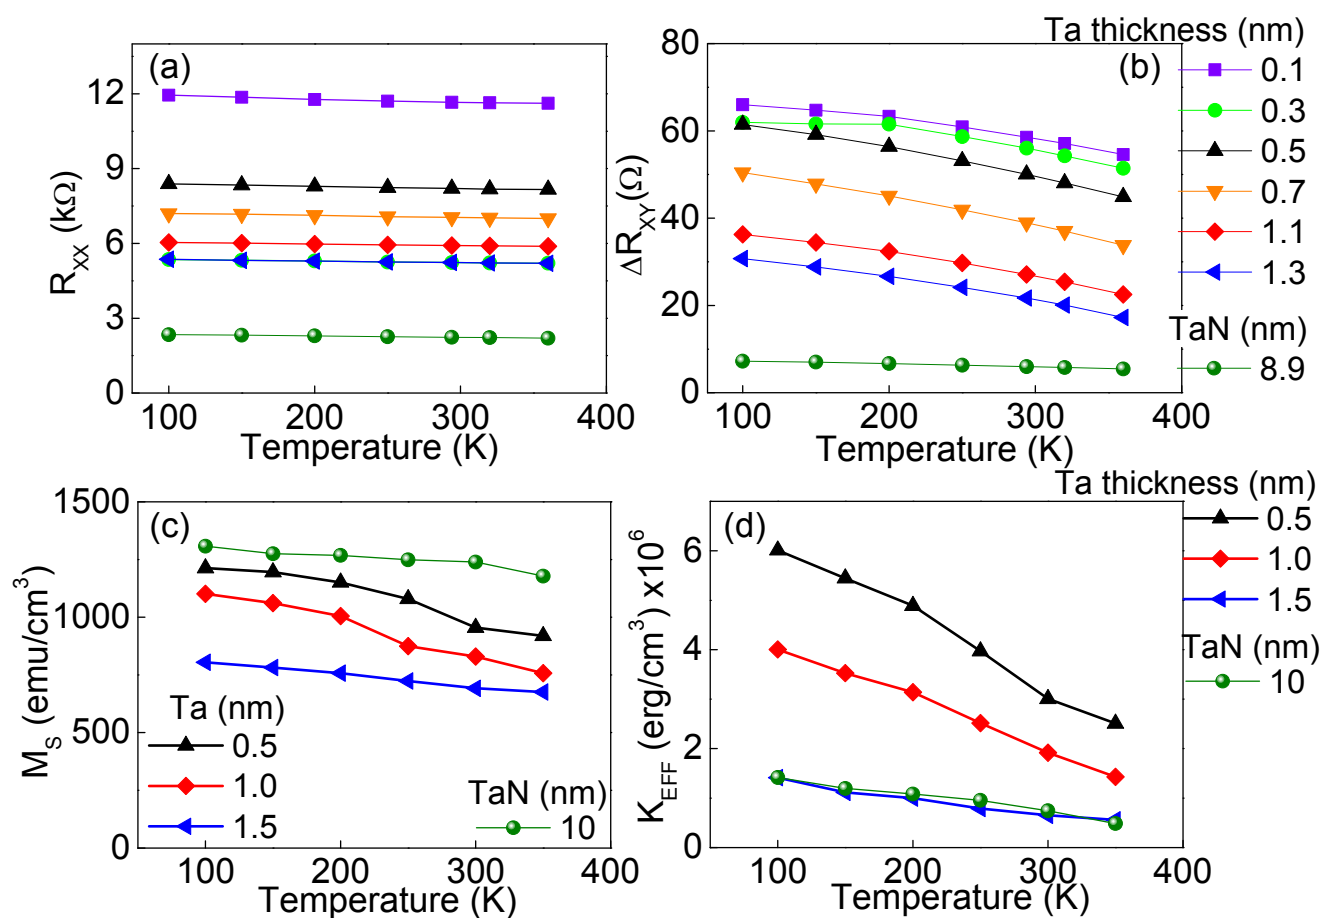 (a)
R_XX (kΩ)
12
9
6
3
0
100 200 300 400
Temperature (K)
(b)
ΔR_XY(Ω)
80
60
40
20
0
100 200 300 400
Temperature (K)
Ta thickness (nm)
0.1
0.3
0.5
0.7
1.1
1.3
TaN (nm)
8.9
(c)
M_S (emu/cm^3)
1500
1000
500
0
100 200 300 400
Temperature (K)
Ta (nm)
0.5
1.0
1.5
TaN (nm)
10
(d)
K_EFF (erg/cm^3) x10^6
6
4
2
0
100 200 300 400
Temperature (K)
Ta thickness (nm)
0.5
1.0
1.5
TaN (nm)
10